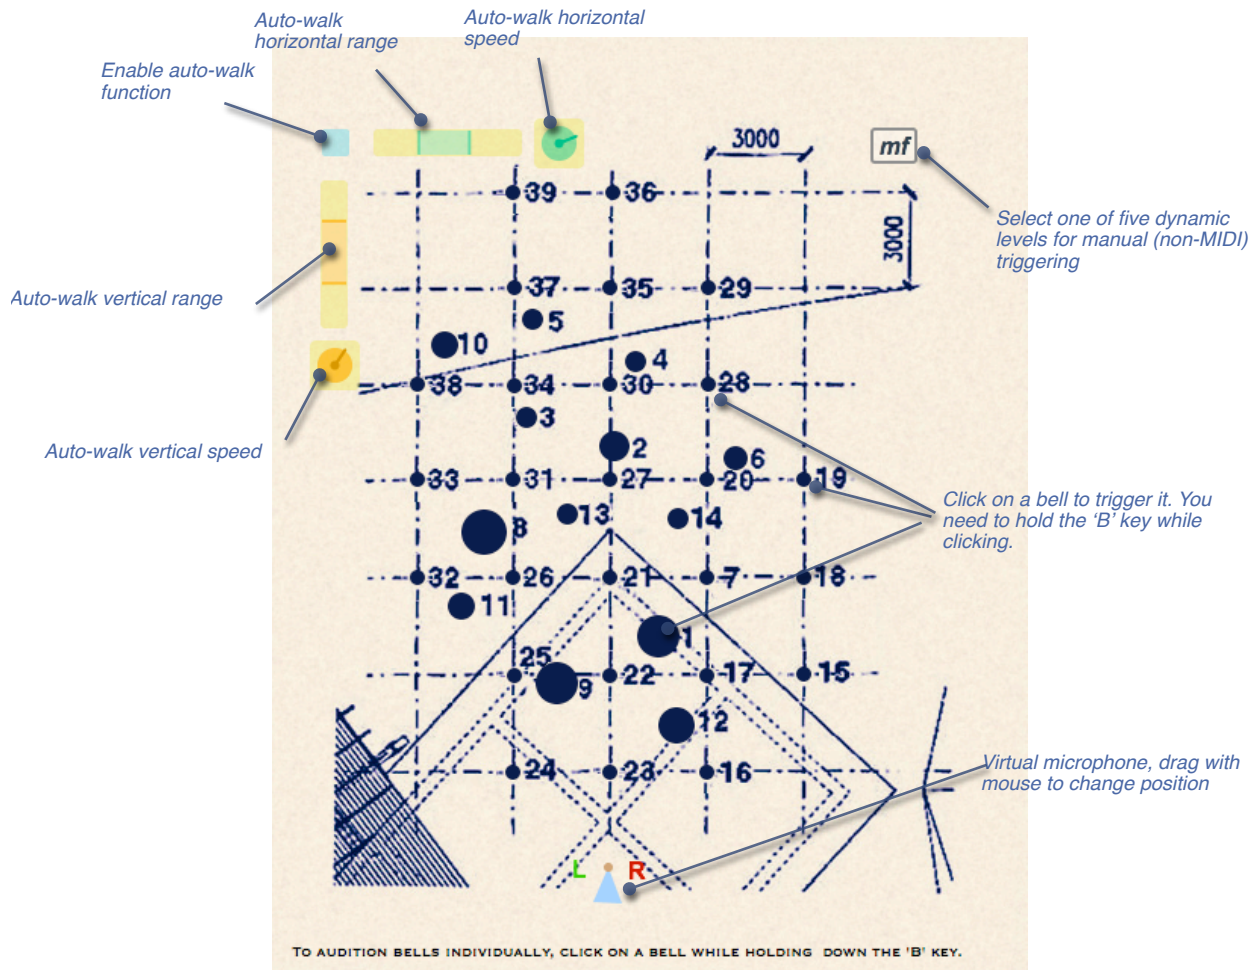 Auto-walk
horizontal range
Auto-walk horizontal
speed
Enable auto-walk
function
3000
mf
39
36
Select one of five dynamic
levels for manual (non-MIDI)
triggering
3000
Auto-walk vertical range
37
35
29
5
10
4
38
34
30
28
3
Auto-walk vertical speed
2
6
33
31
27
20
19
Click on a bell to trigger it. You
need to hold the ‘B’ key while
clicking.
13
14
8
32
26
21
7
18
11
1
25
22
17
15
9
12
24
23
16
Virtual microphone, drag with
mouse to change position
L
R
TO AUDITION BELLS INDIVIDUALLY, CLICK ON A BELL WHILE HOLDING DOWN THE 'B' KEY.